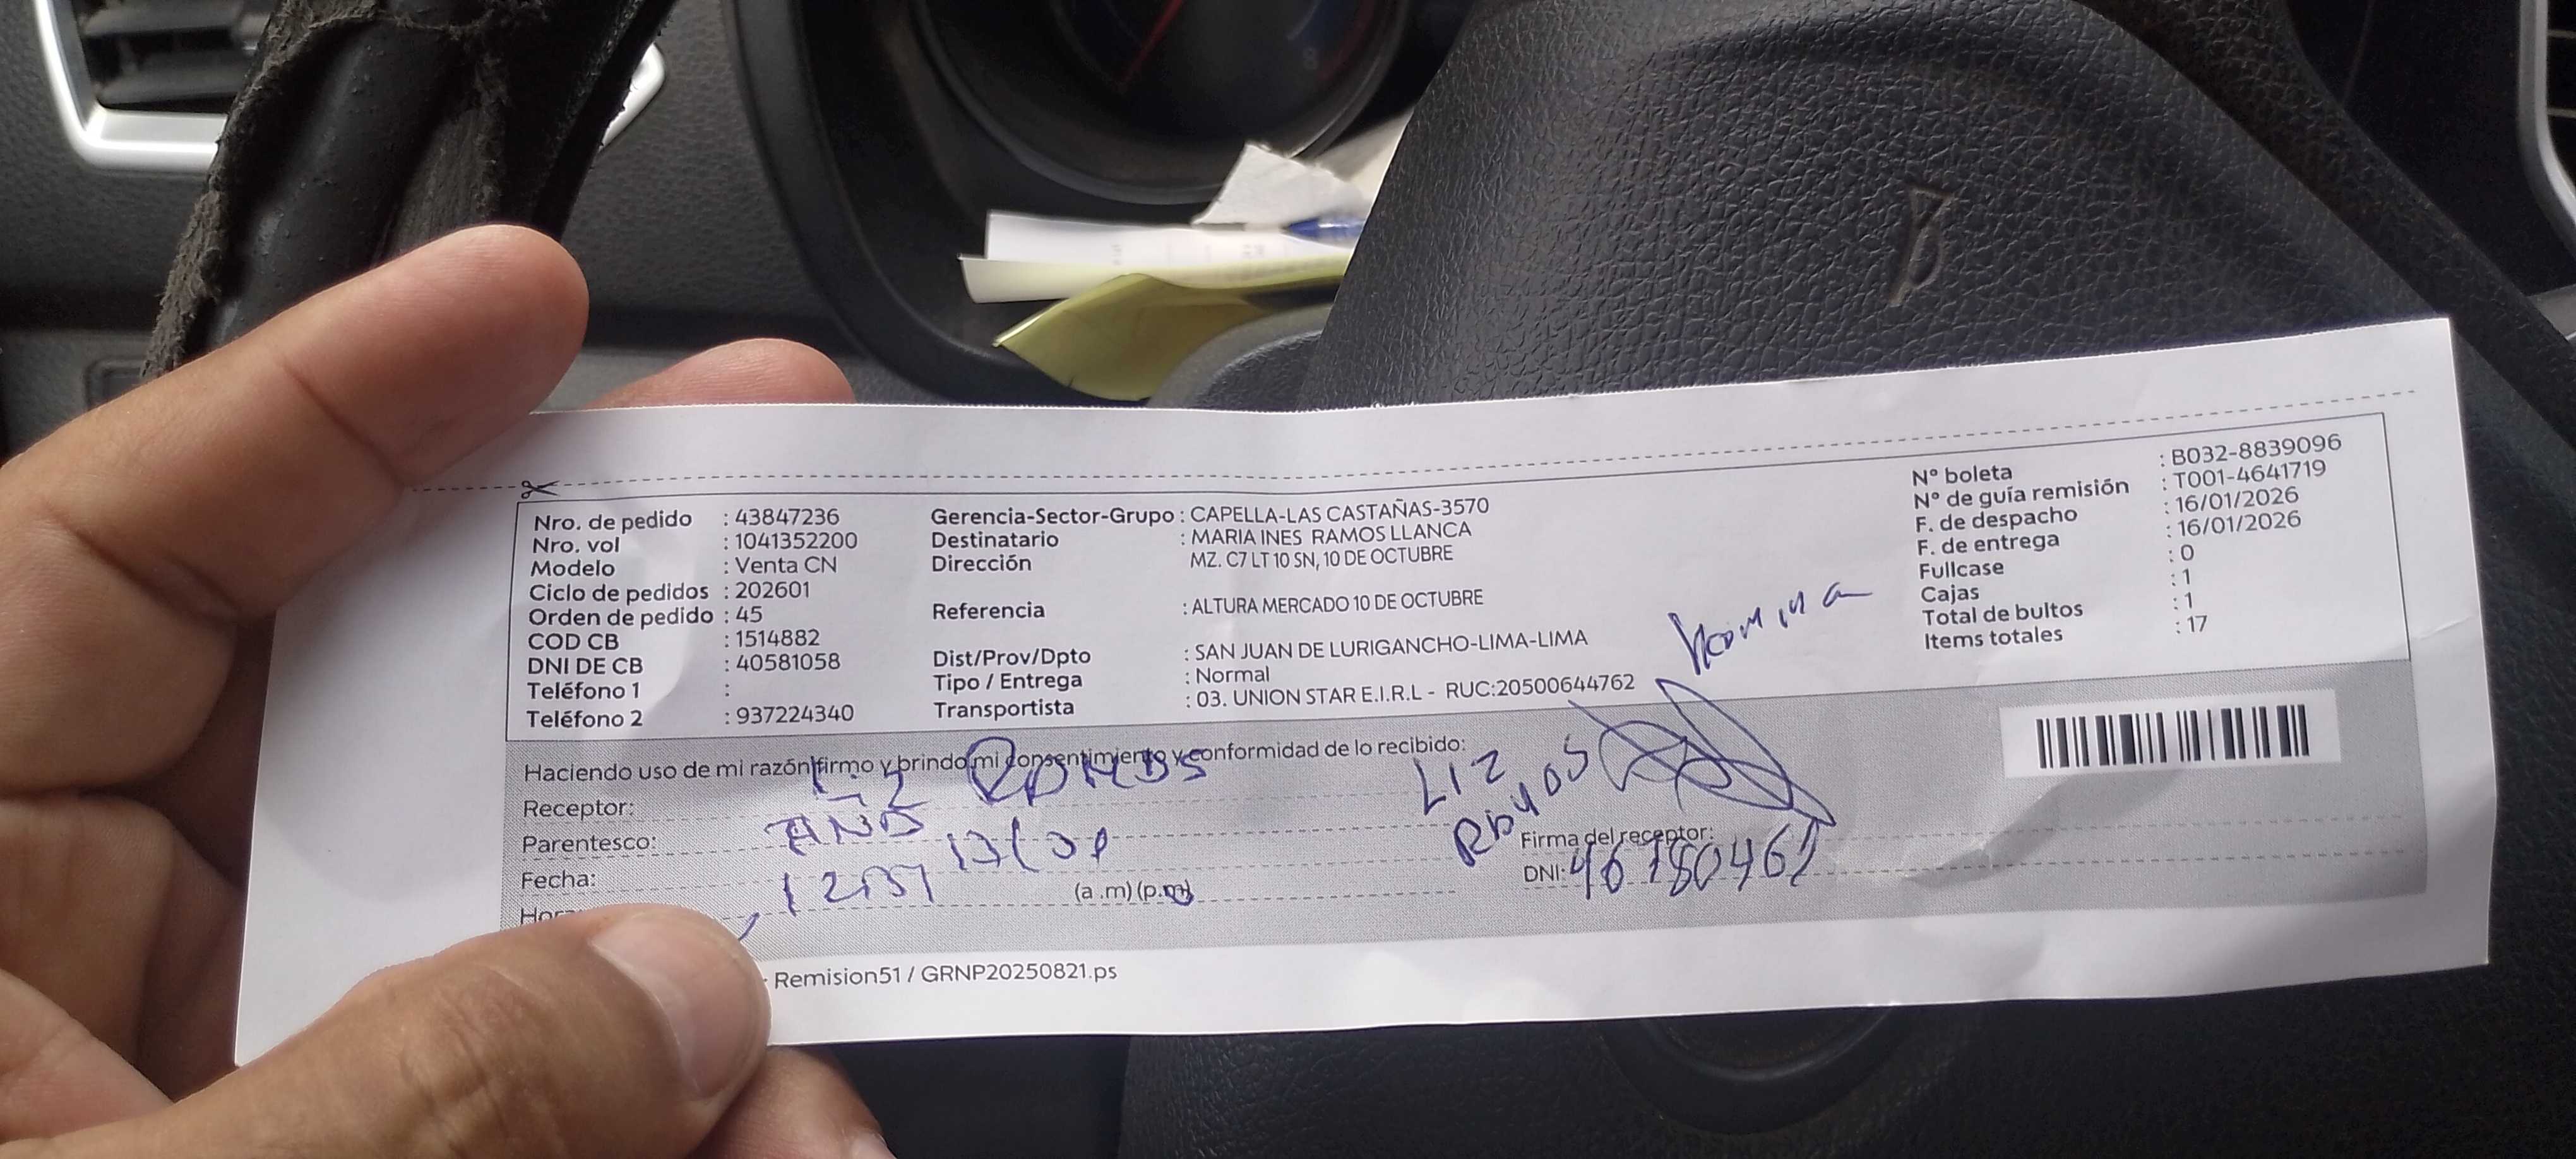 Nro. de pedido : 43847236
Nro. vol : 1041352200
Modelo : Venta CN
Ciclo de pedidos : 202601
Orden de pedido : 45
COD CB : 1514882
DNI DE CB : 40581058
Teléfono 1 :
Teléfono 2 : 937224340
Gerencia-Sector-Grupo : CAPELLA-LAS CASTAÑAS-3570
Destinatario : MARIA INES RAMOS LLANCA
Dirección MZ. C7 LT 10 SN, 10 DE OCTUBRE
Referencia : ALTURA MERCADO 10 DE OCTUBRE
Dist/Prov/Dpto : SAN JUAN DE LURIGANCHO-LIMA-LIMA
Tipo / Entrega : Normal
Transportista : 03. UNION STAR E.I.R.L - RUC:20500644762
N° boleta : B032-8839096
N° de guía remisión : T001-4641719
F. de despacho : 16/01/2026
F. de entrega : 16/01/2026
Fullcase : 0
Cajas : 1
Total de bultos : 1
Items totales : 17
Haciendo uso de mi razón firmo y brindo mi consentimiento y conformidad de lo recibido:
Receptor:
Parentesco:
Fecha:
(a .m) (p.m)
LIZ
Firma del receptor:
DNI:
Remision51 / GRNP20250821.ps